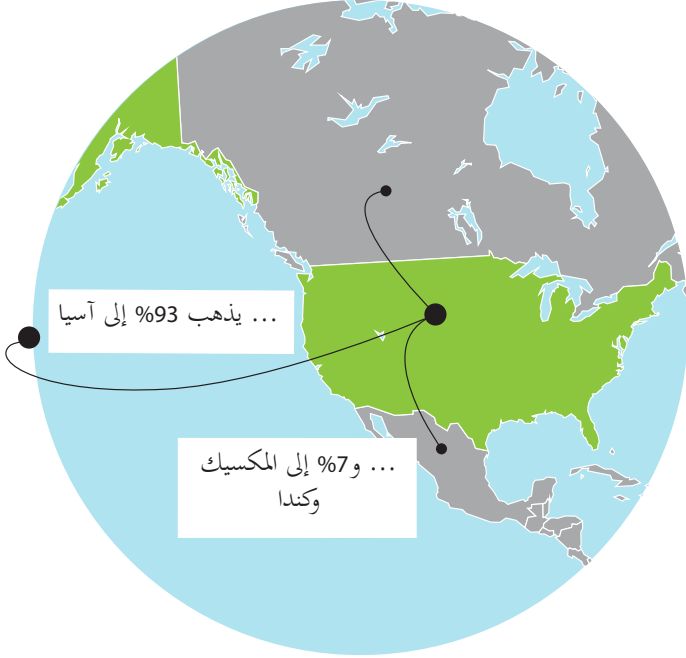 ... يذهب 93% إلى آسيا
... و7% إلى المكسيك
وكندا